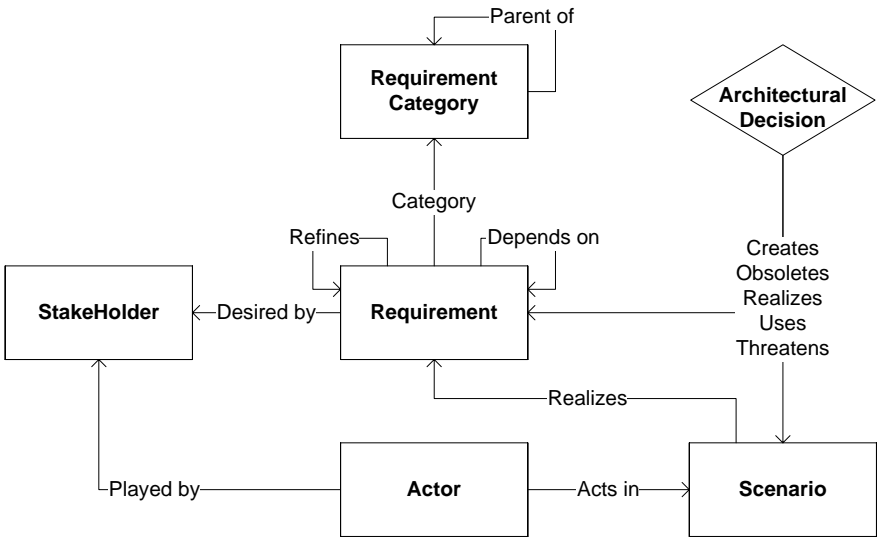 Parent of
Requirement
Category
Architectural
Decision
Category
Refines
Depends on
Creates
Obsoletes
Realizes
Uses
Threatens
StakeHolder
Desired by
Requirement
Realizes
Played by
Actor
Acts in
Scenario